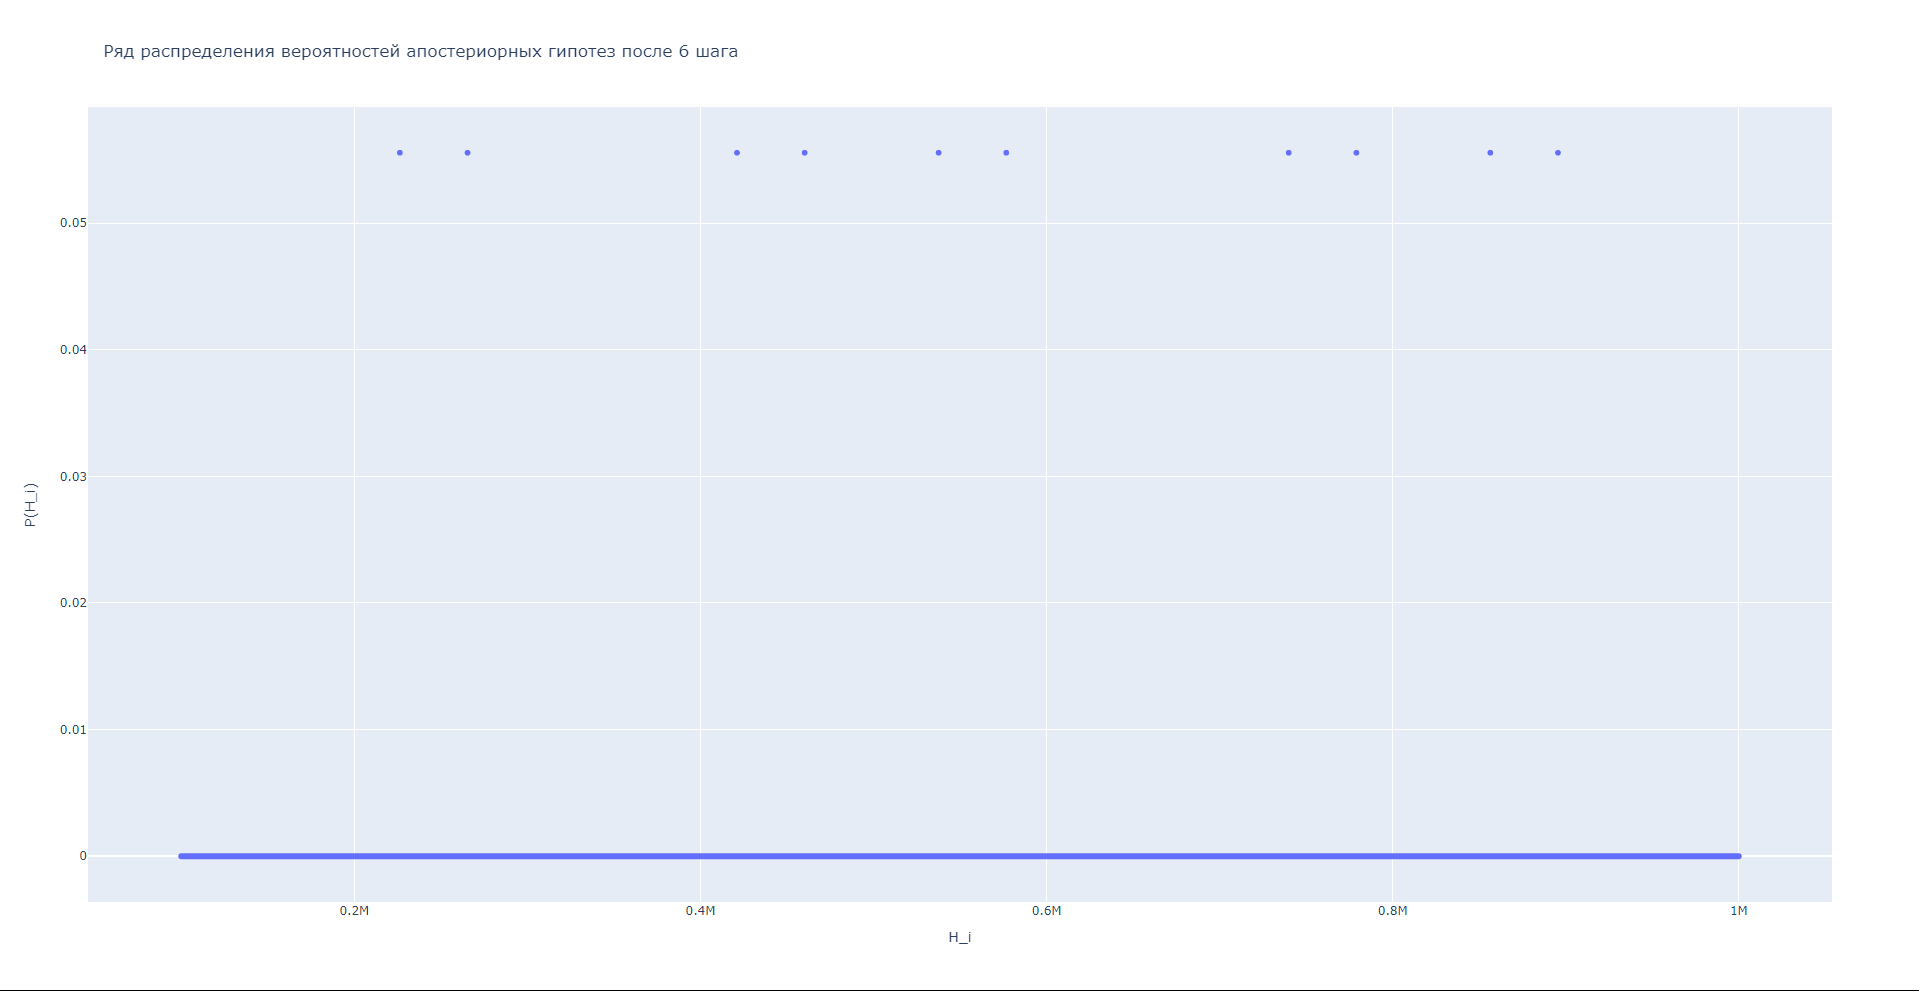 Ряд распределения вероятностей апостериорных гипотез после 6 шага
P(H_i)
0.05
0.04
0.03
0.02
0.01
0
0.2M
0.4M
0.6M
0.8M
1M
H_i